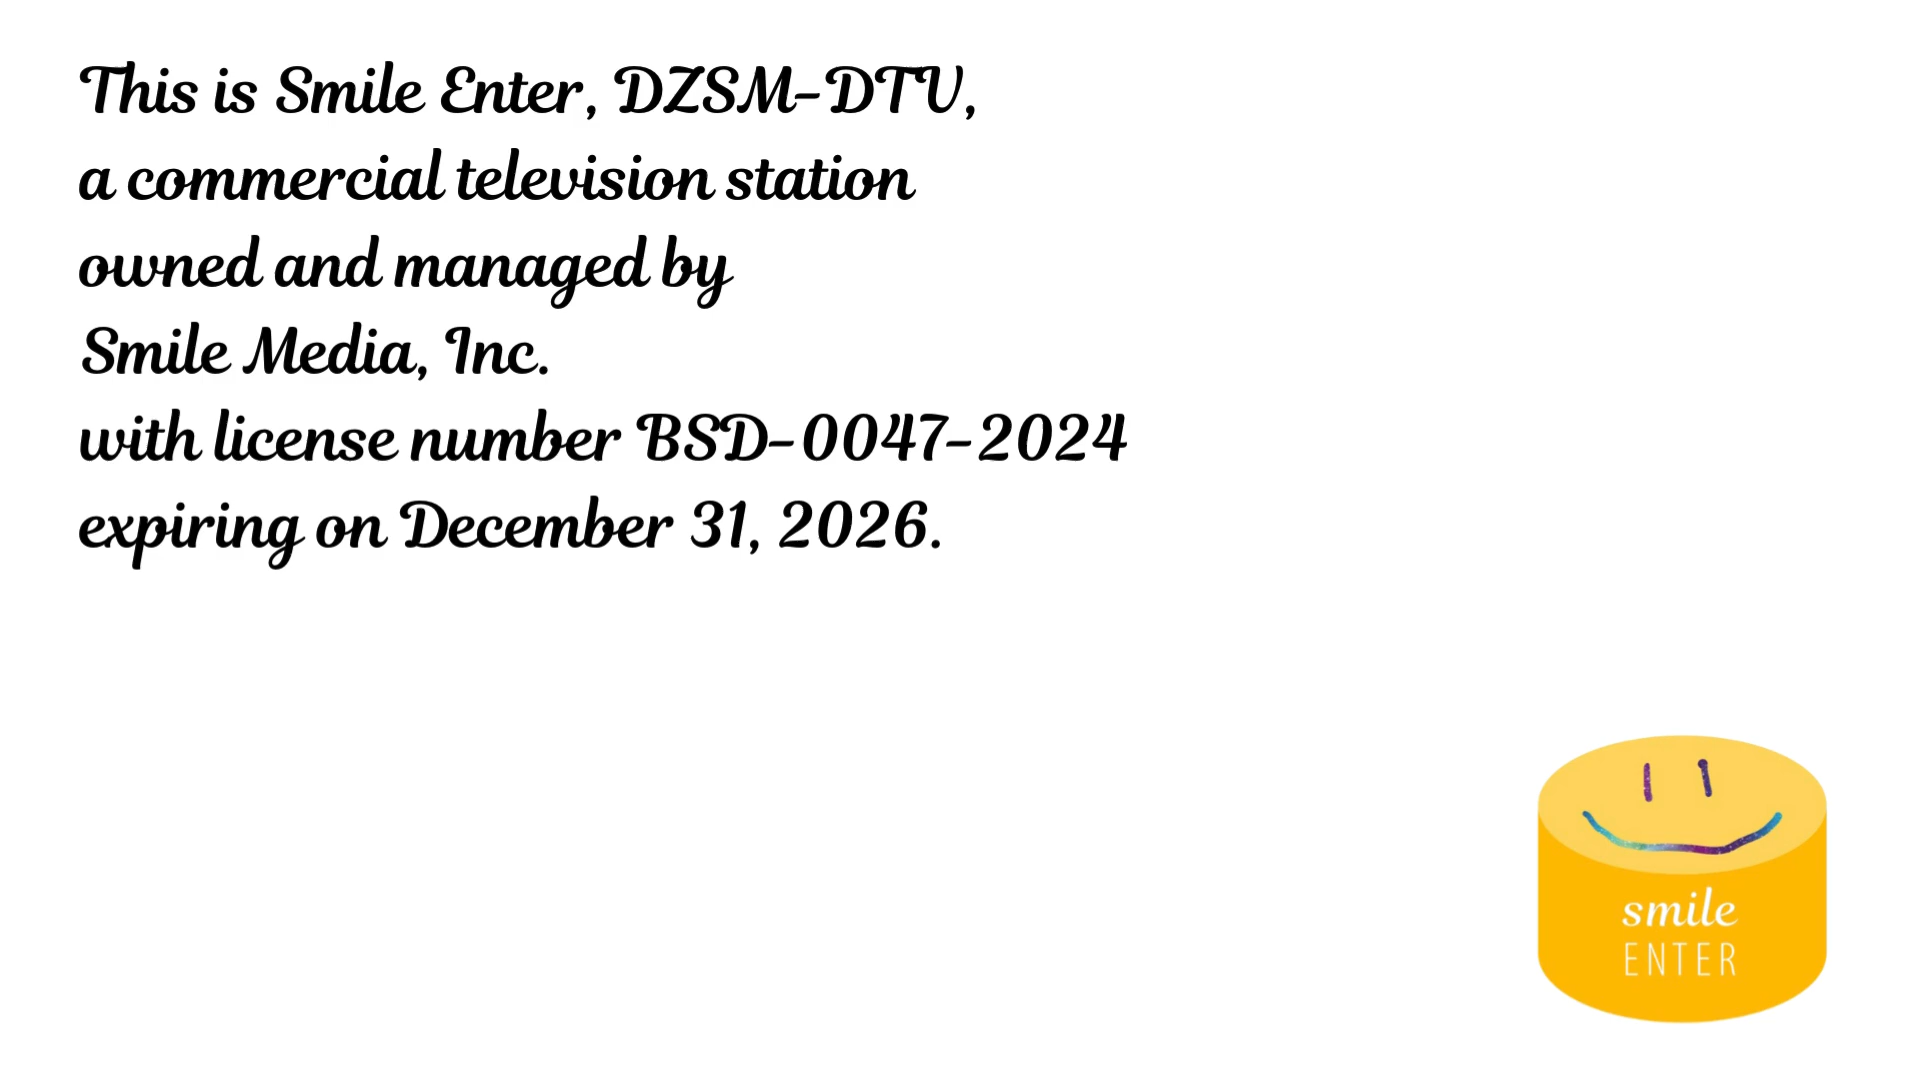 This is Smile Enter, DZSM-DTV,
a commercial television station
owned and managed by
Smile Media, Inc.
with license number BSD-0047-2024
expiring on December 31, 2026.
smile
ENTER